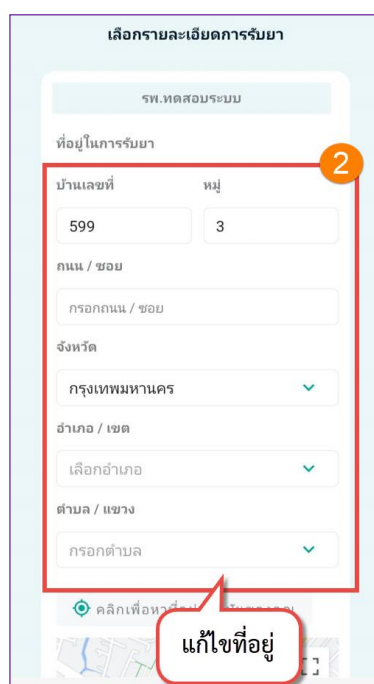 เลือกรายละเอียดการรับยา
รพ.ทดสอบระบบ
ที่อยู่ในการรับยา
2
บ้านเลขที่ หมู่
599 3
ถนน / ซอย
กรอกถนน / ซอย
จังหวัด
กรุงเทพมหานคร
อำเภอ / เขต
เลือกอำเภอ
ตำบล / แขวง
กรอกตำบล
คลิกเพื่อหา
แก้ไขที่อยู่